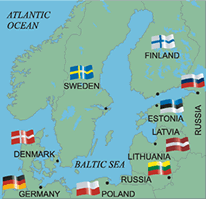 ATLANTIC
OCEAN
FINLAND
SWEDEN
RUSSIA
ESTONIA
LATVIA
DENMARK
BALTIC SEA
LITHUANIA
RUSSIA
GERMANY
POLAND